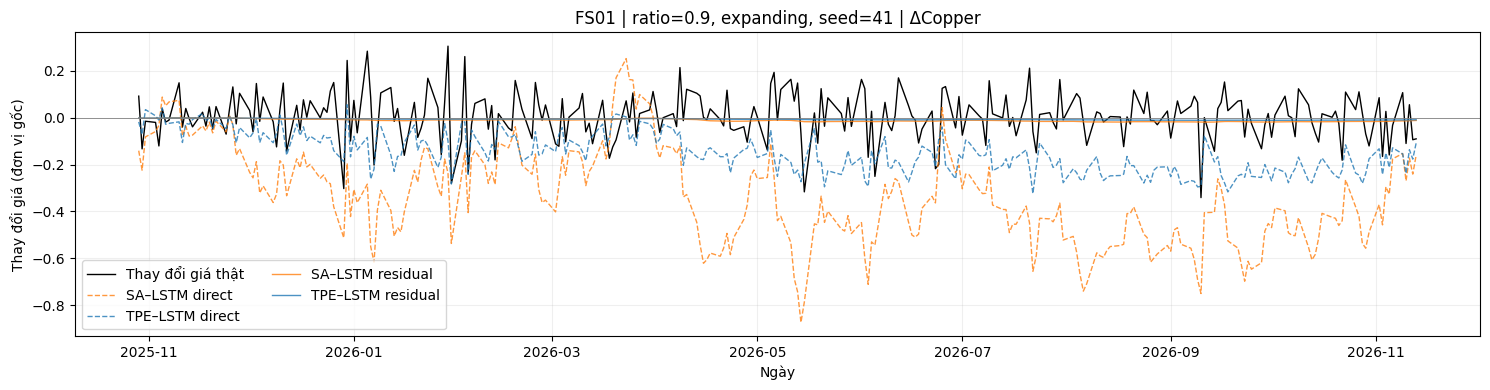 FS01 | ratio=0.9, expanding, seed=41 | ΔCopper
Thay đổi giá (đơn vị gốc)
0.2
0.0
−0.2
−0.4
−0.6
−0.8
Thay đổi giá thật
SA–LSTM direct
TPE–LSTM direct
SA–LSTM residual
TPE–LSTM residual
2025-11
2026-01
2026-03
2026-05
2026-07
2026-09
2026-11
Ngày